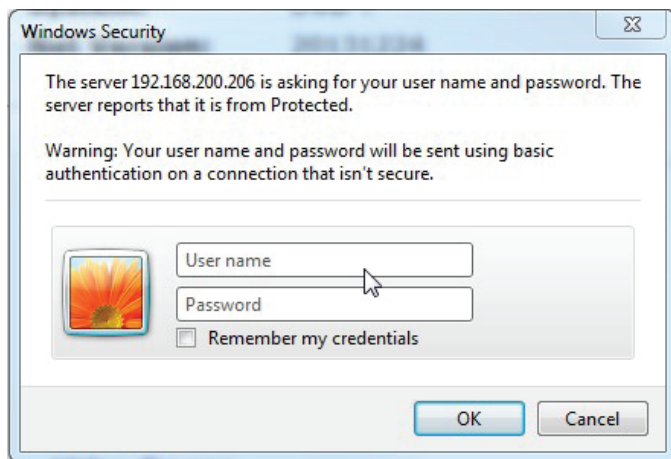 Windows Security
The server 192.168.200.206 is asking for your user name and password. The
server reports that it is from Protected.
Warning: Your user name and password will be sent using basic
authentication on a connection that isn't secure.
User name
Password
Remember my credentials
OK
Cancel